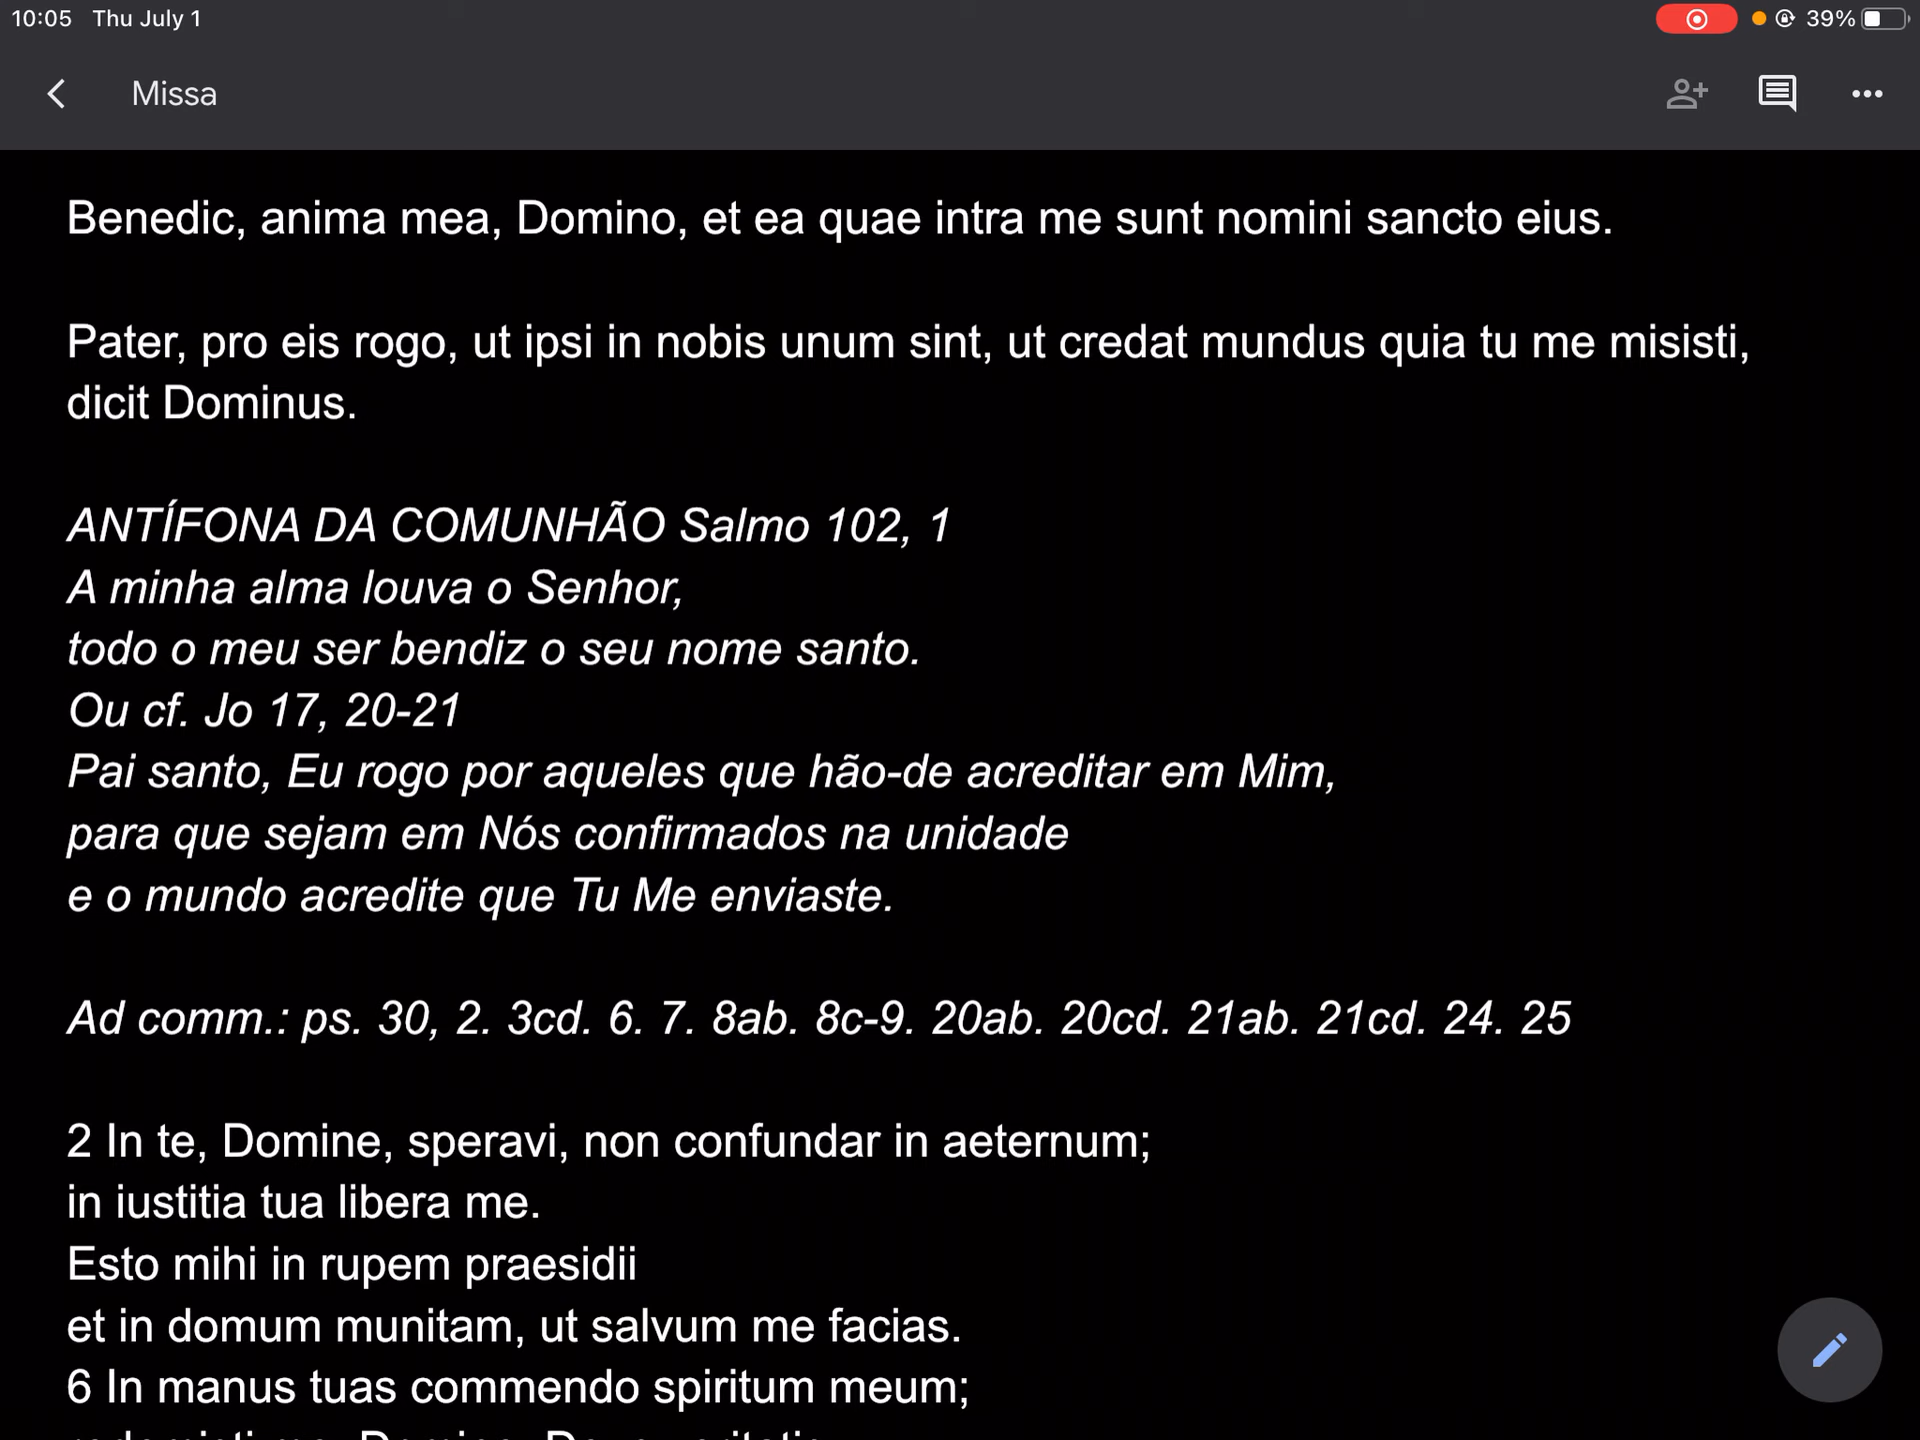 10:05 Thu July 1 39%
Missa
Benedic, anima mea, Domino, et ea quae intra me sunt nomini sancto eius.
Pater, pro eis rogo, ut ipsi in nobis unum sint, ut credat mundus quia tu me misisti,
dicit Dominus.
ANTÍFONA DA COMUNHÃO Salmo 102, 1
A minha alma louva o Senhor,
todo o meu ser bendiz o seu nome santo.
Ou cf. Jo 17, 20-21
Pai santo, Eu rogo por aqueles que hão-de acreditar em Mim,
para que sejam em Nós confirmados na unidade
e o mundo acredite que Tu Me enviaste.
Ad comm.: ps. 30, 2. 3cd. 6. 7. 8ab. 8c-9. 20ab. 20cd. 21ab. 21cd. 24. 25
2 In te, Domine, speravi, non confundar in aeternum;
in iustitia tua libera me.
Esto mihi in rupem praesidii
et in domum munitam, ut salvum me facias.
6 In manus tuas commendo spiritum meum;